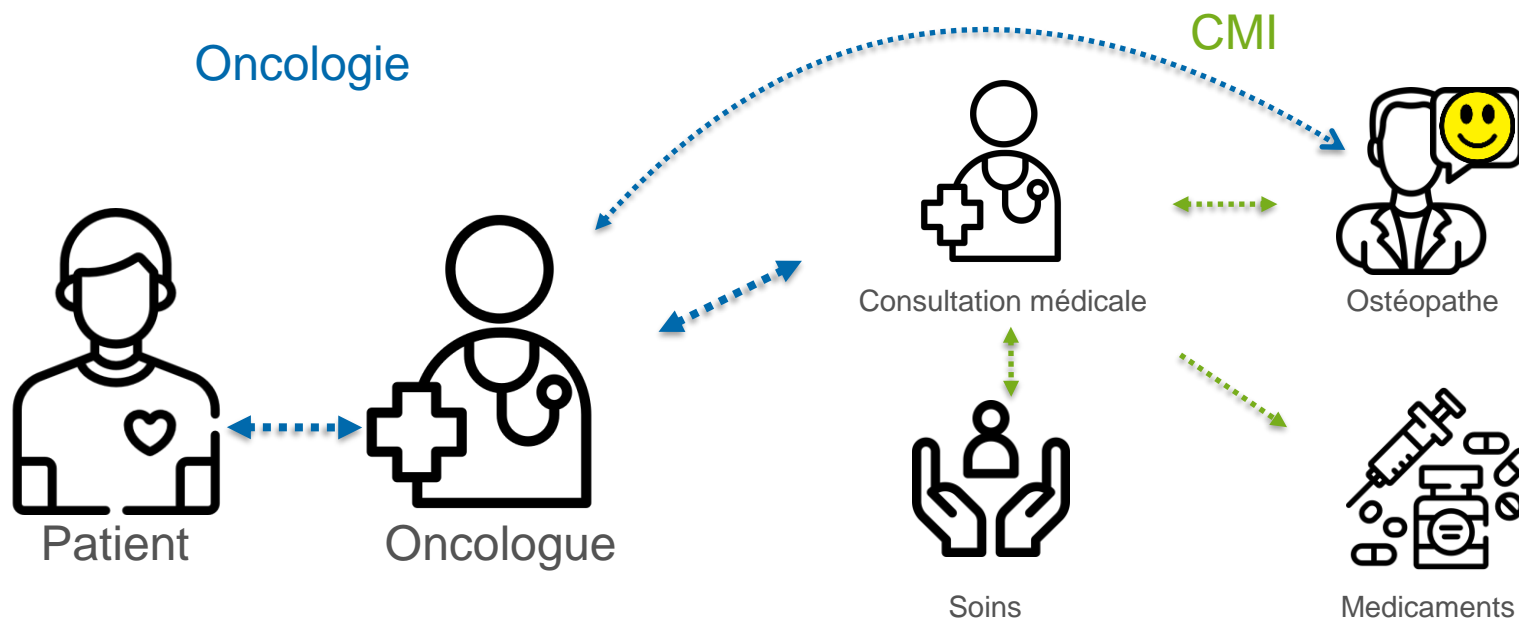 Oncologie
CMI
Consultation médicale
Ostéopathe
Patient
Oncologue
Soins
Medicaments